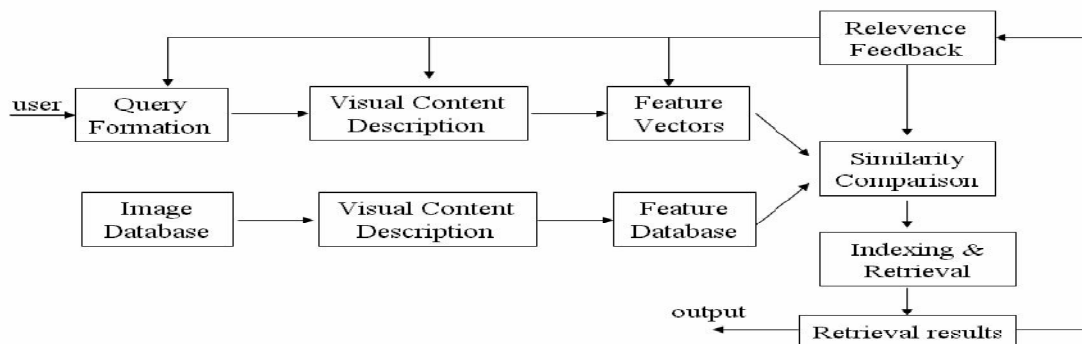 Relevence
Feedback
user
Query
Formation
Visual Content
Description
Feature
Vectors
Similarity
Comparison
Image
Database
Visual Content
Description
Feature
Database
Indexing &
Retrieval
output
Retrieval results